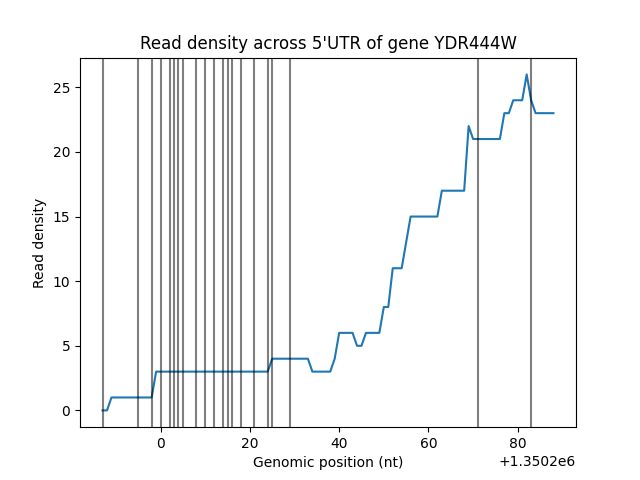 Read density across 5'UTR of gene YDR444W
Read density
25
20
15
10
5
0
0 20 40 60 80
Genomic position (nt)
+1.3502e6